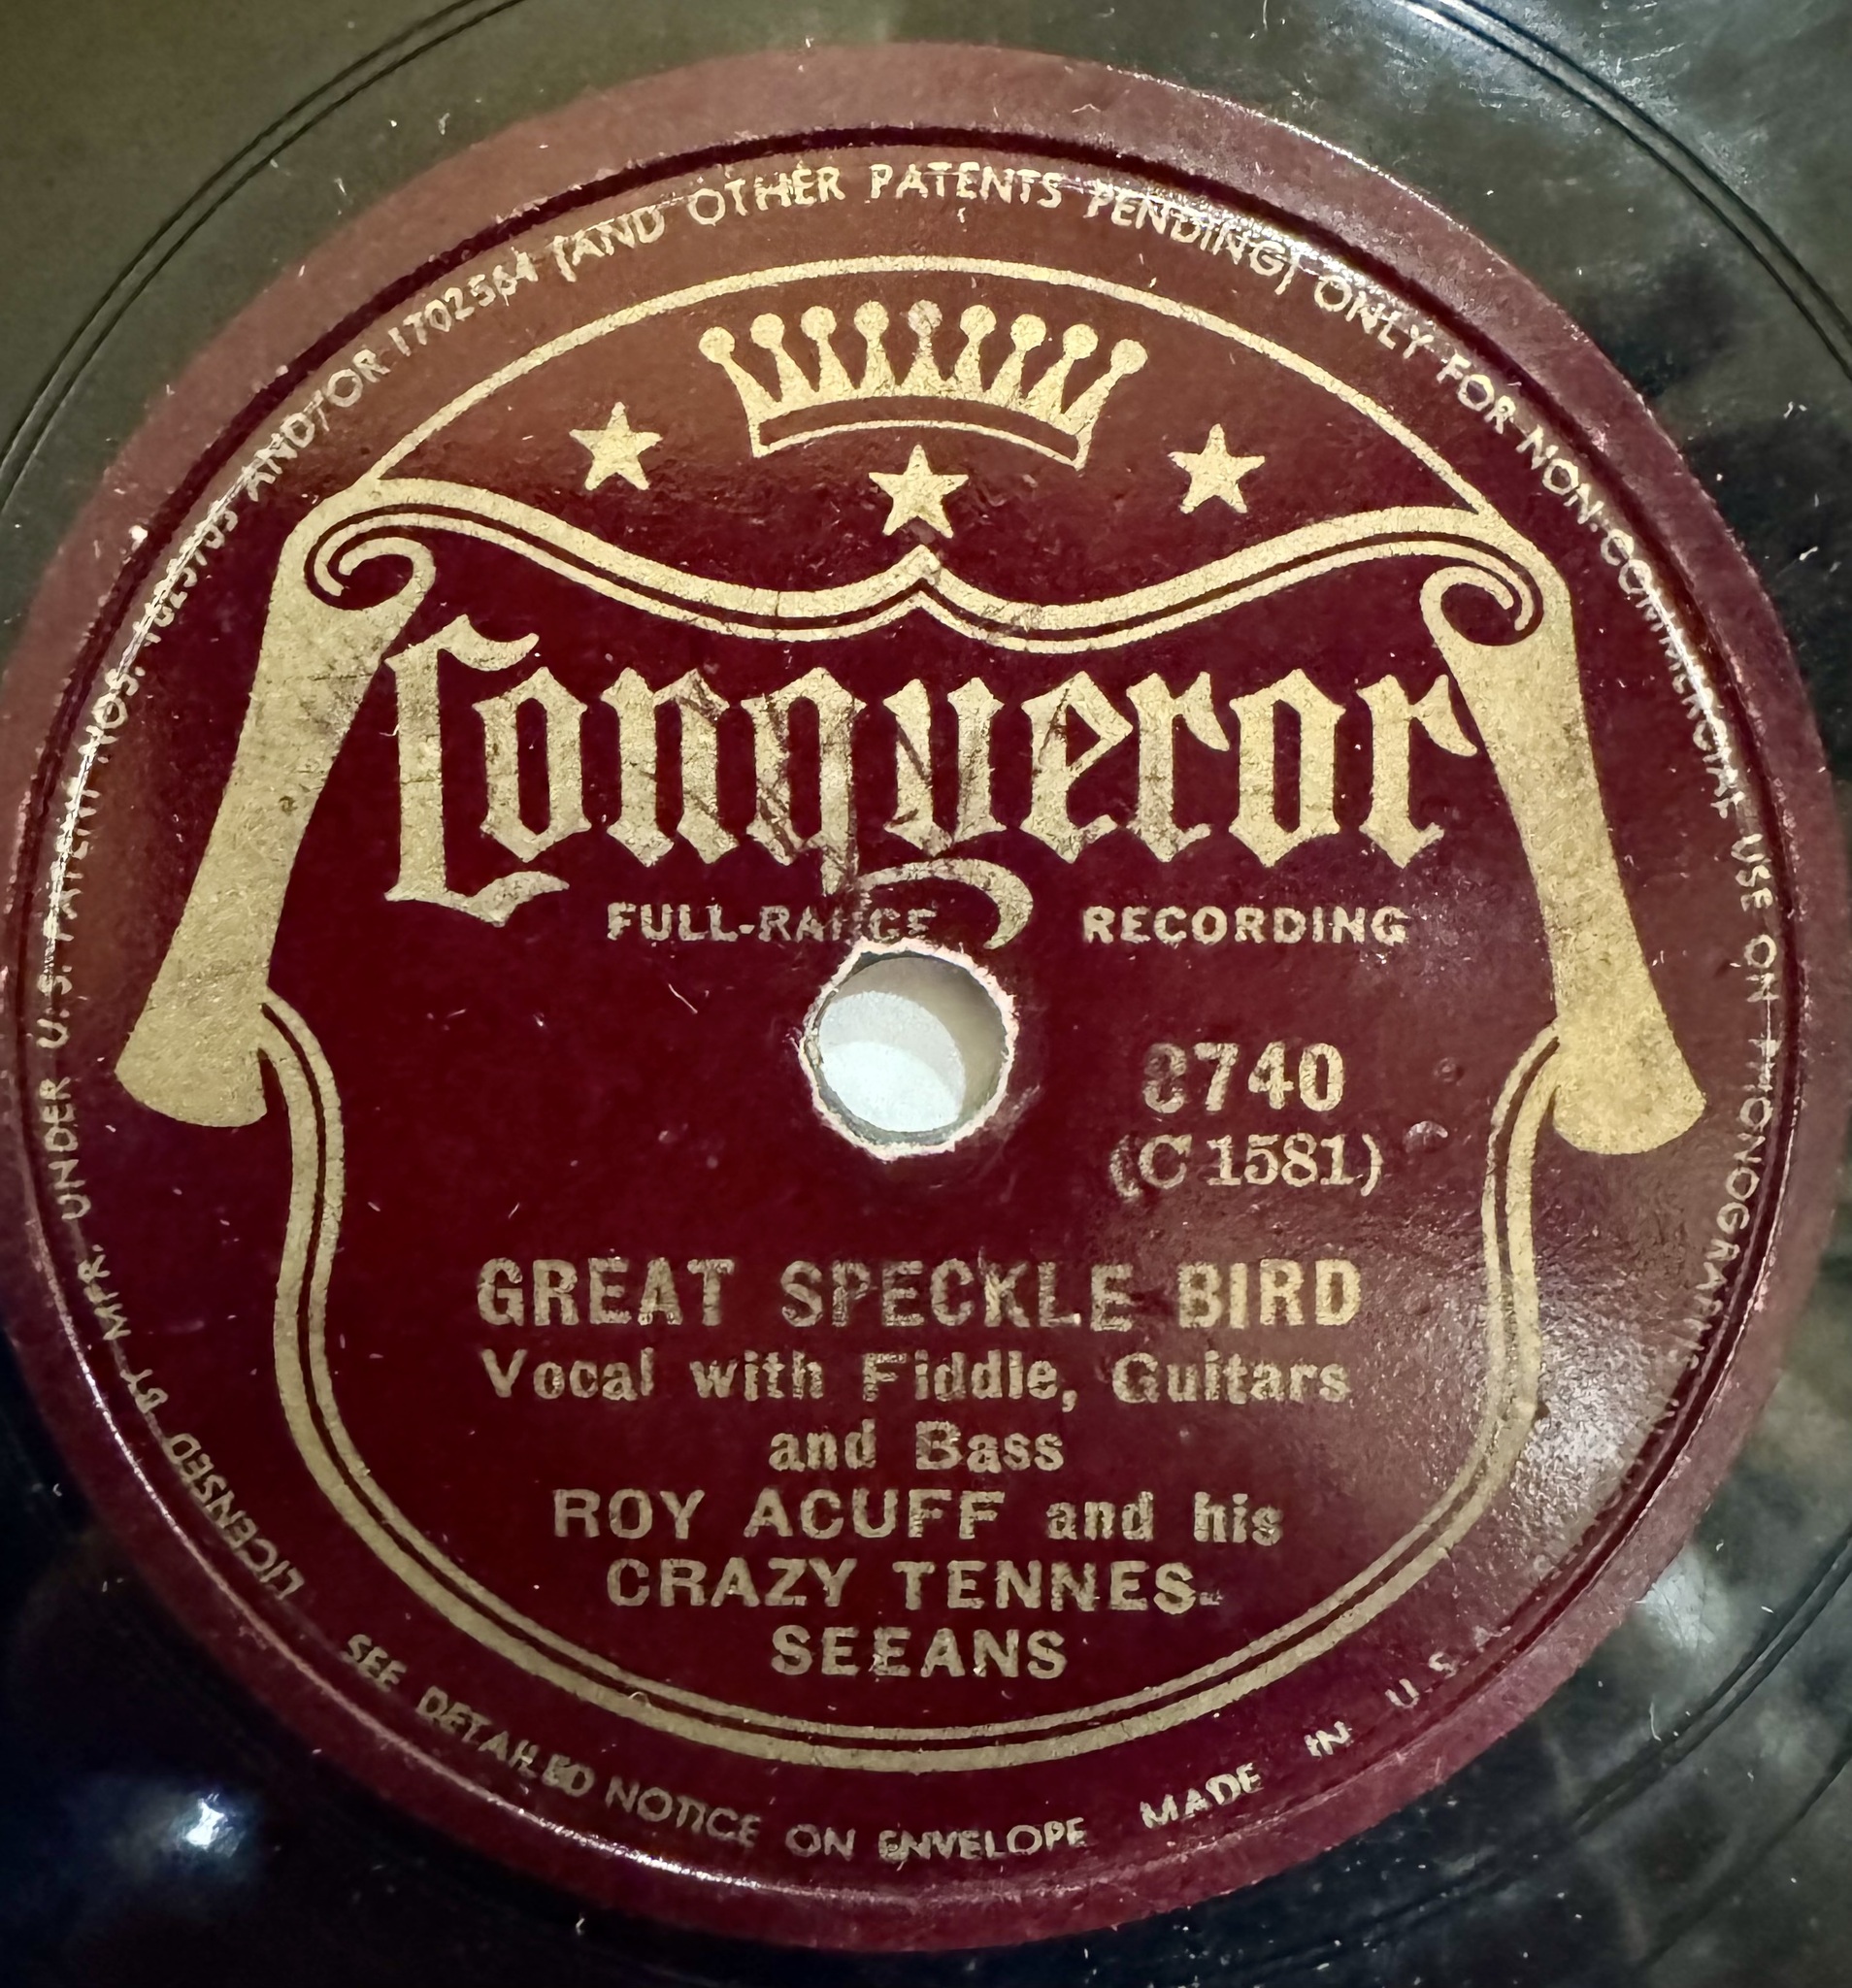 LICENSED BY MFR. UNDER U.S. PATENT NOS. 1625705 AND/OR 1702564 (AND OTHER PATENTS PENDING) ONLY FOR NON-COMMERCIAL USE ON PHONOGRAPHS
Conqueror
FULL-RANGE RECORDING
8740
(C 1581)
GREAT SPECKLE BIRD
Vocal with Fiddle, Guitars
and Bass
ROY ACUFF and his
CRAZY TENNES-
SEEANS
SEE DETAILED NOTICE ON ENVELOPE MADE IN U.S.A.